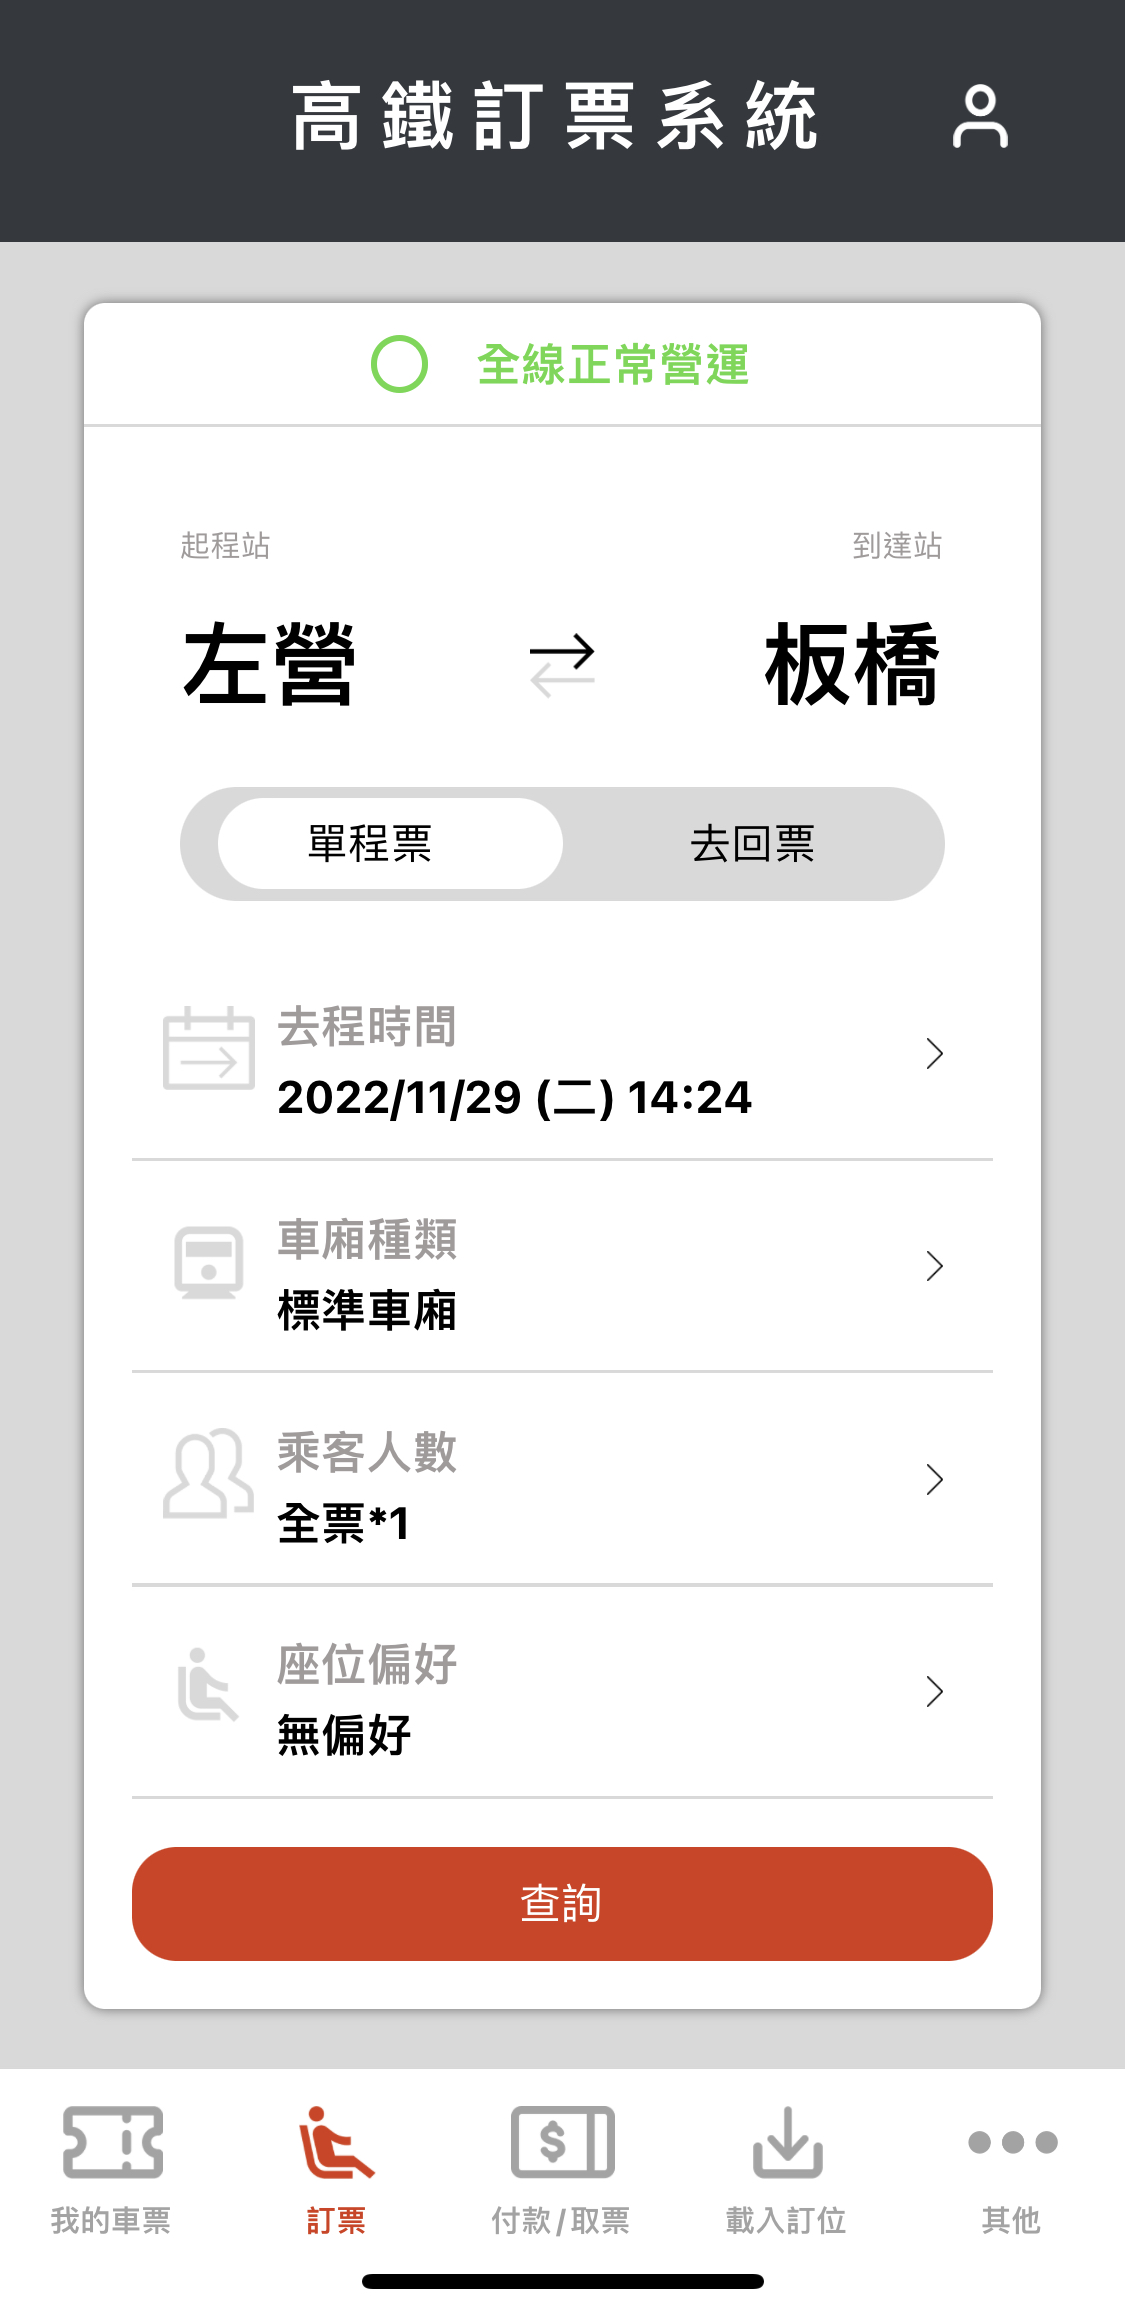 高鐵訂票系統
全線正常營運
起程站 到達站
左營 板橋
單程票 去回票
去程時間
2022/11/29 (二) 14:24
車廂種類
標準車廂
乘客人數
全票*1
座位偏好
無偏好
查詢
我的車票 訂票 付款/取票 載入訂位 其他